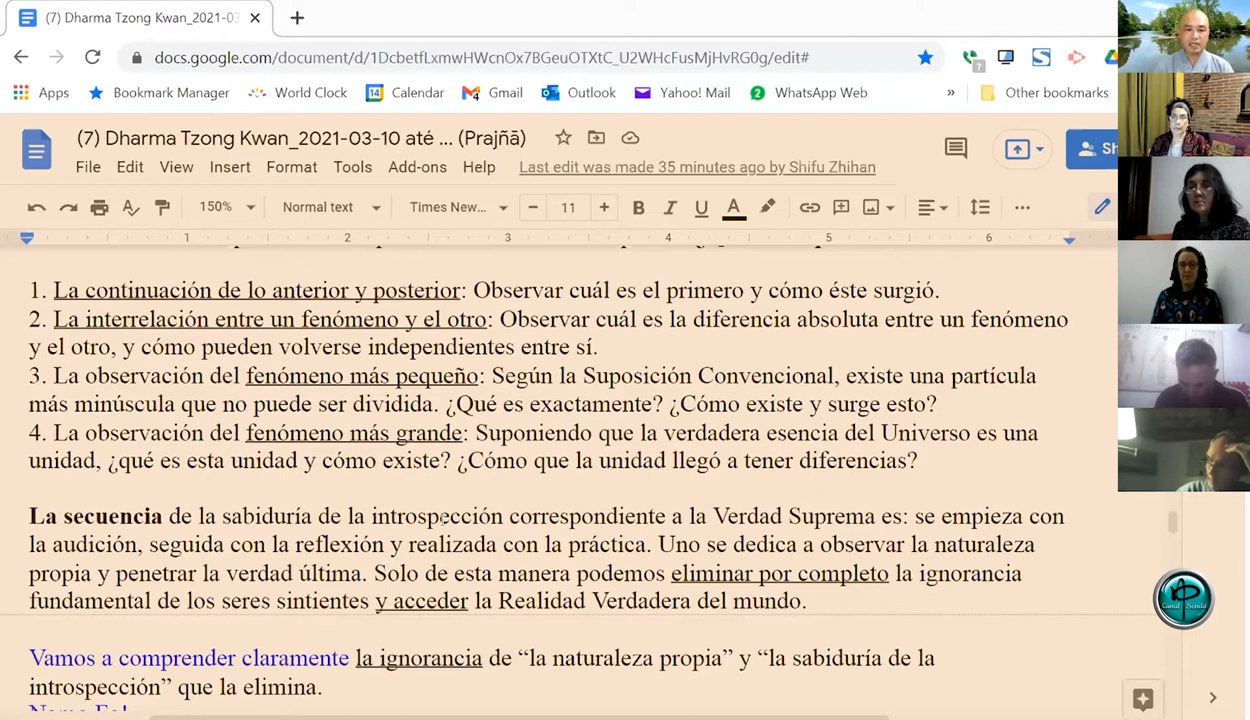 (7) Dharma Tzong Kwan_2021-03
docs.google.com/document/d/1DcbetfLxmwHWcnOx7BGeuOTXtC_U2WHcFusMjHvRG0g/edit#
Apps Bookmark Manager World Clock Calendar Gmail Outlook Yahoo! Mail WhatsApp Web » Other bookmarks
(7) Dharma Tzong Kwan_2021-03-10 até ... (Prajñā)
File Edit View Insert Format Tools Add-ons Help Last edit was made 35 minutes ago by Shifu Zhihan
Sh
150% Normal text Times New... 11 B I U A
1 2 3 4 5 6
1. La continuación de lo anterior y posterior: Observar cuál es el primero y cómo éste surgió.
2. La interrelación entre un fenómeno y el otro: Observar cuál es la diferencia absoluta entre un fenómeno
y el otro, y cómo pueden volverse independientes entre sí.
3. La observación del fenómeno más pequeño: Según la Suposición Convencional, existe una partícula
más minúscula que no puede ser dividida. ¿Qué es exactamente? ¿Cómo existe y surge esto?
4. La observación del fenómeno más grande: Suponiendo que la verdadera esencia del Universo es una
unidad, ¿qué es esta unidad y cómo existe? ¿Cómo que la unidad llegó a tener diferencias?
La secuencia de la sabiduría de la introspección correspondiente a la Verdad Suprema es: se empieza con
la audición, seguida con la reflexión y realizada con la práctica. Uno se dedica a observar la naturaleza
propia y penetrar la verdad última. Solo de esta manera podemos eliminar por completo la ignorancia
fundamental de los seres sintientes y acceder la Realidad Verdadera del mundo.
Canal Senda
Vamos a comprender claramente la ignorancia de “la naturaleza propia” y “la sabiduría de la
introspección” que la elimina.